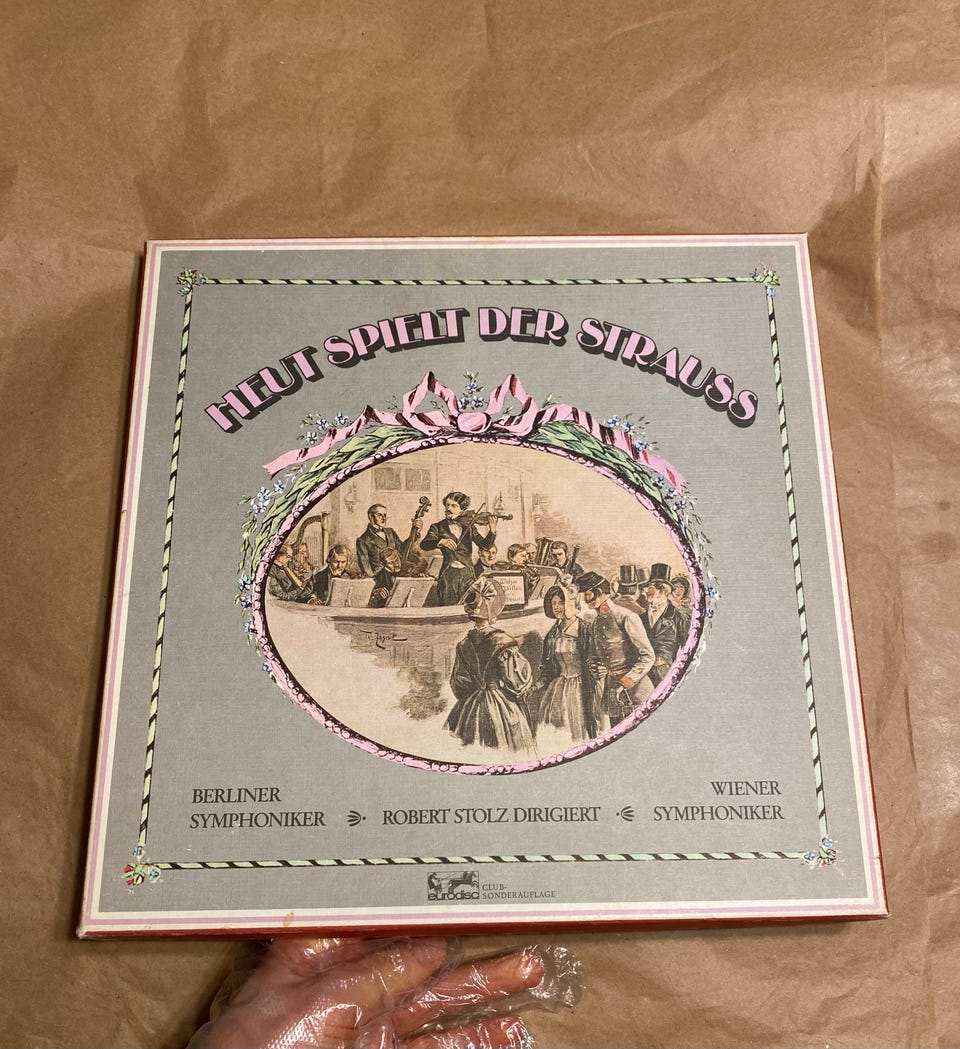 HEUT SPIELT DER STRAUSS
BERLINER
SYMPHONIKER
ROBERT STOLZ DIRIGIERT
WIENER
SYMPHONIKER
eurodisc
CLUB-
SONDERAUFLAGE